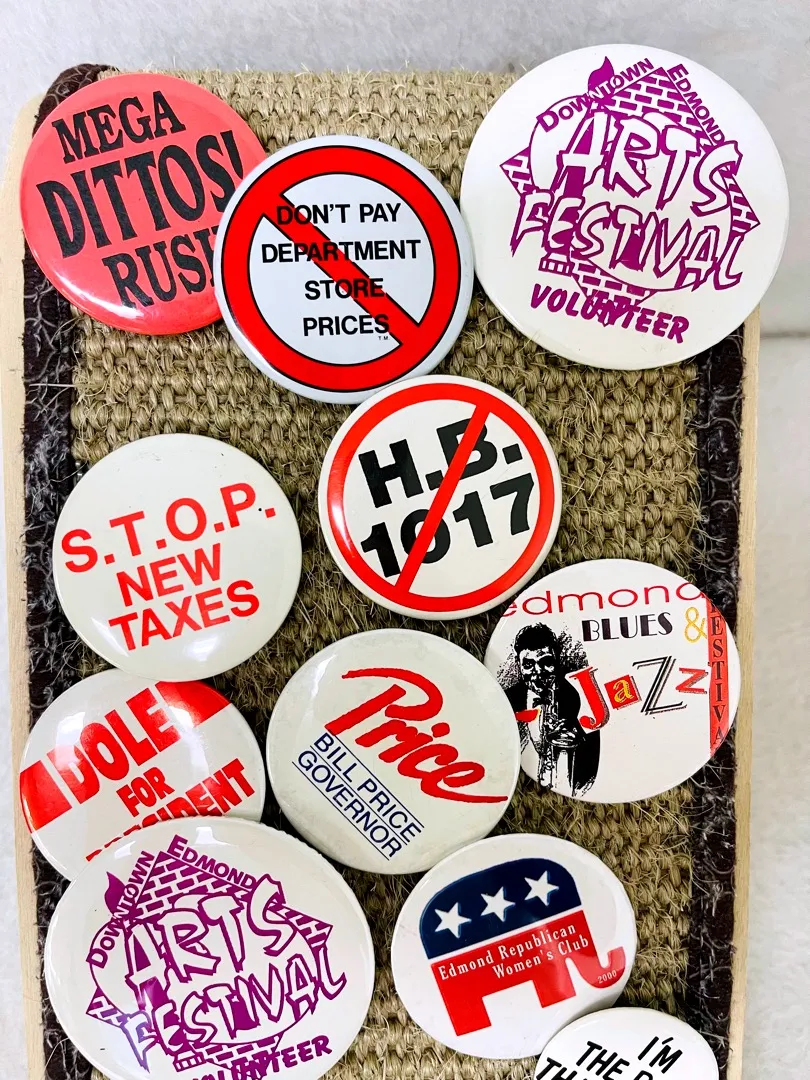 MEGA
DITTOS!
RUSH
DON'T PAY
DEPARTMENT
STORE
PRICES
T.M.
DOWNTOWN EDMOND
ARTS
FESTIVAL
VOLUNTEER
H.B.
1017
S.T.O.P.
NEW
TAXES
edmond
BLUES &
JaZz
FESTIVA
DOLE
FOR
PRESIDENT
Price
BILL PRICE
GOVERNOR
DOWNTOWN EDMOND
ARTS
FESTIVAL
VOLUNTEER
Edmond Republican
Women's Club
2000
I'M
THE